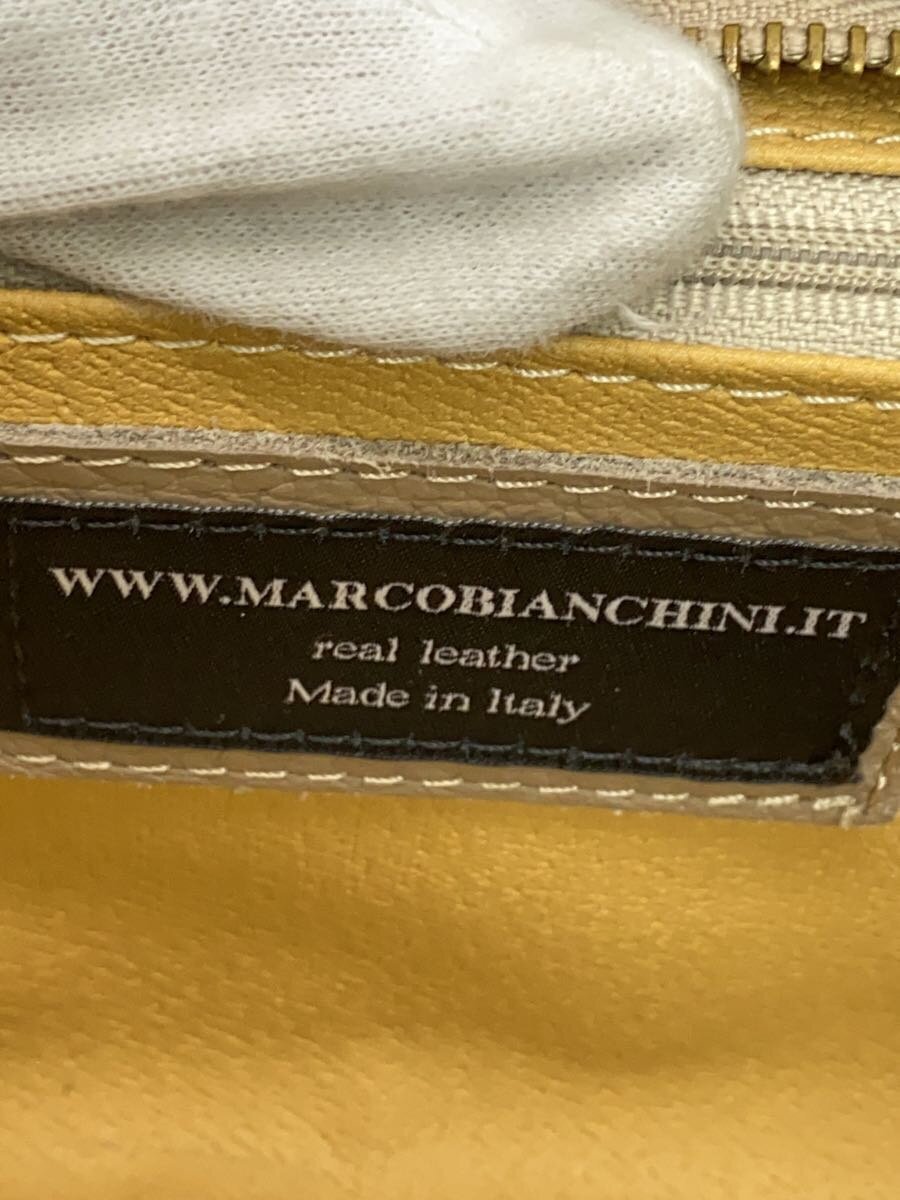 WWW.MARCOBIANCHINI.IT
real leather
Made in Italy